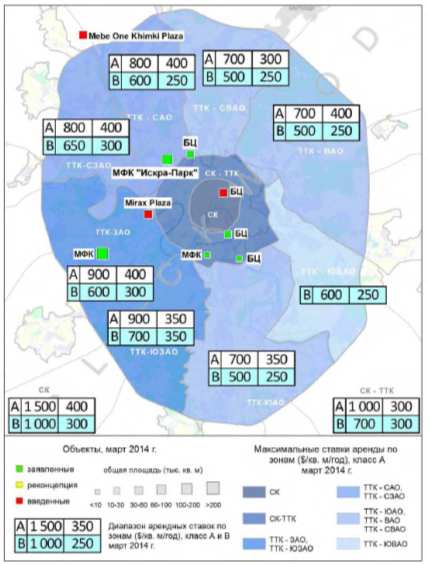 Mebe One Khimki Plaza
A 800 400
B 600 250
A 700 300
B 500 250
ТТК - САО
ТТК - СВАО
A 700 400
B 500 250
ТТК - ВАО
A 800 400
B 650 300
ТТК-СЗАО
БЦ
МФК "Искра-Парк"
СК - ТТК
БЦ
Mirax Plaza
СК
ТТК-ЗАО
БЦ
МФК
МФК
БЦ
ТТК - ЮВАО
A 900 400
B 600 300
B 600 250
A 900 350
B 700 350
ТТК-ЮЗАО
A 700 350
B 500 250
ТТК-ЮАО
СК
A 1 500 400
B 1 000 300
СК - ТТК
A 1 000 300
B 700 300
Объекты, март 2014 г.
заявленные
реконцепция
введенные
общая площадь (тыс. кв. м)
<10 10-30 30-60 60-100 100-200 >200
A 1 500 350
B 1 000 250
Диапазон арендных ставок по
зонам ($/кв. м/год), класс А и В
март 2014 г.
Максимальные ставки аренды по
зонам ($/кв. м/год), класс А
март 2014 г.
СК
СК-ТТК
ТТК - ЗАО,
ТТК - ЮЗАО
ТТК - САО,
ТТК - СЗАО
ТТК - ЮАО,
ТТК - ВАО
ТТК - СВАО
ТТК - ЮВАО